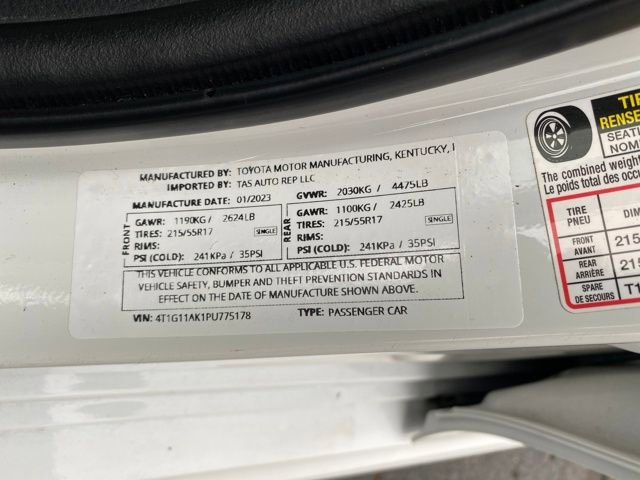 MANUFACTURED BY: TOYOTA MOTOR MANUFACTURING, KENTUCKY, I
IMPORTED BY: TAS AUTO REP LLC
MANUFACTURE DATE: 01/2023 GVWR: 2030KG / 4475LB
FRONT
GAWR: 1190KG / 2624LB
TIRES: 215/55R17 SINGLE
RIMS:
PSI (COLD): 241KPa / 35PSI
REAR
GAWR: 1100KG / 2425LB
TIRES: 215/55R17 SINGLE
RIMS:
PSI (COLD): 241KPa / 35PSI
THIS VEHICLE CONFORMS TO ALL APPLICABLE U.S. FEDERAL MOTOR
VEHICLE SAFETY, BUMPER AND THEFT PREVENTION STANDARDS IN
EFFECT ON THE DATE OF MANUFACTURE SHOWN ABOVE.
VIN: 4T1G11AK1PU775178 TYPE: PASSENGER CAR
TIR
RENSE
SEATI
NOM
The combined weight
Le poids total des occu
TIRE
PNEU
DIM
FRONT
AVANT
215
REAR
ARRIÈRE
215
SPARE
DE SECOURS
T1